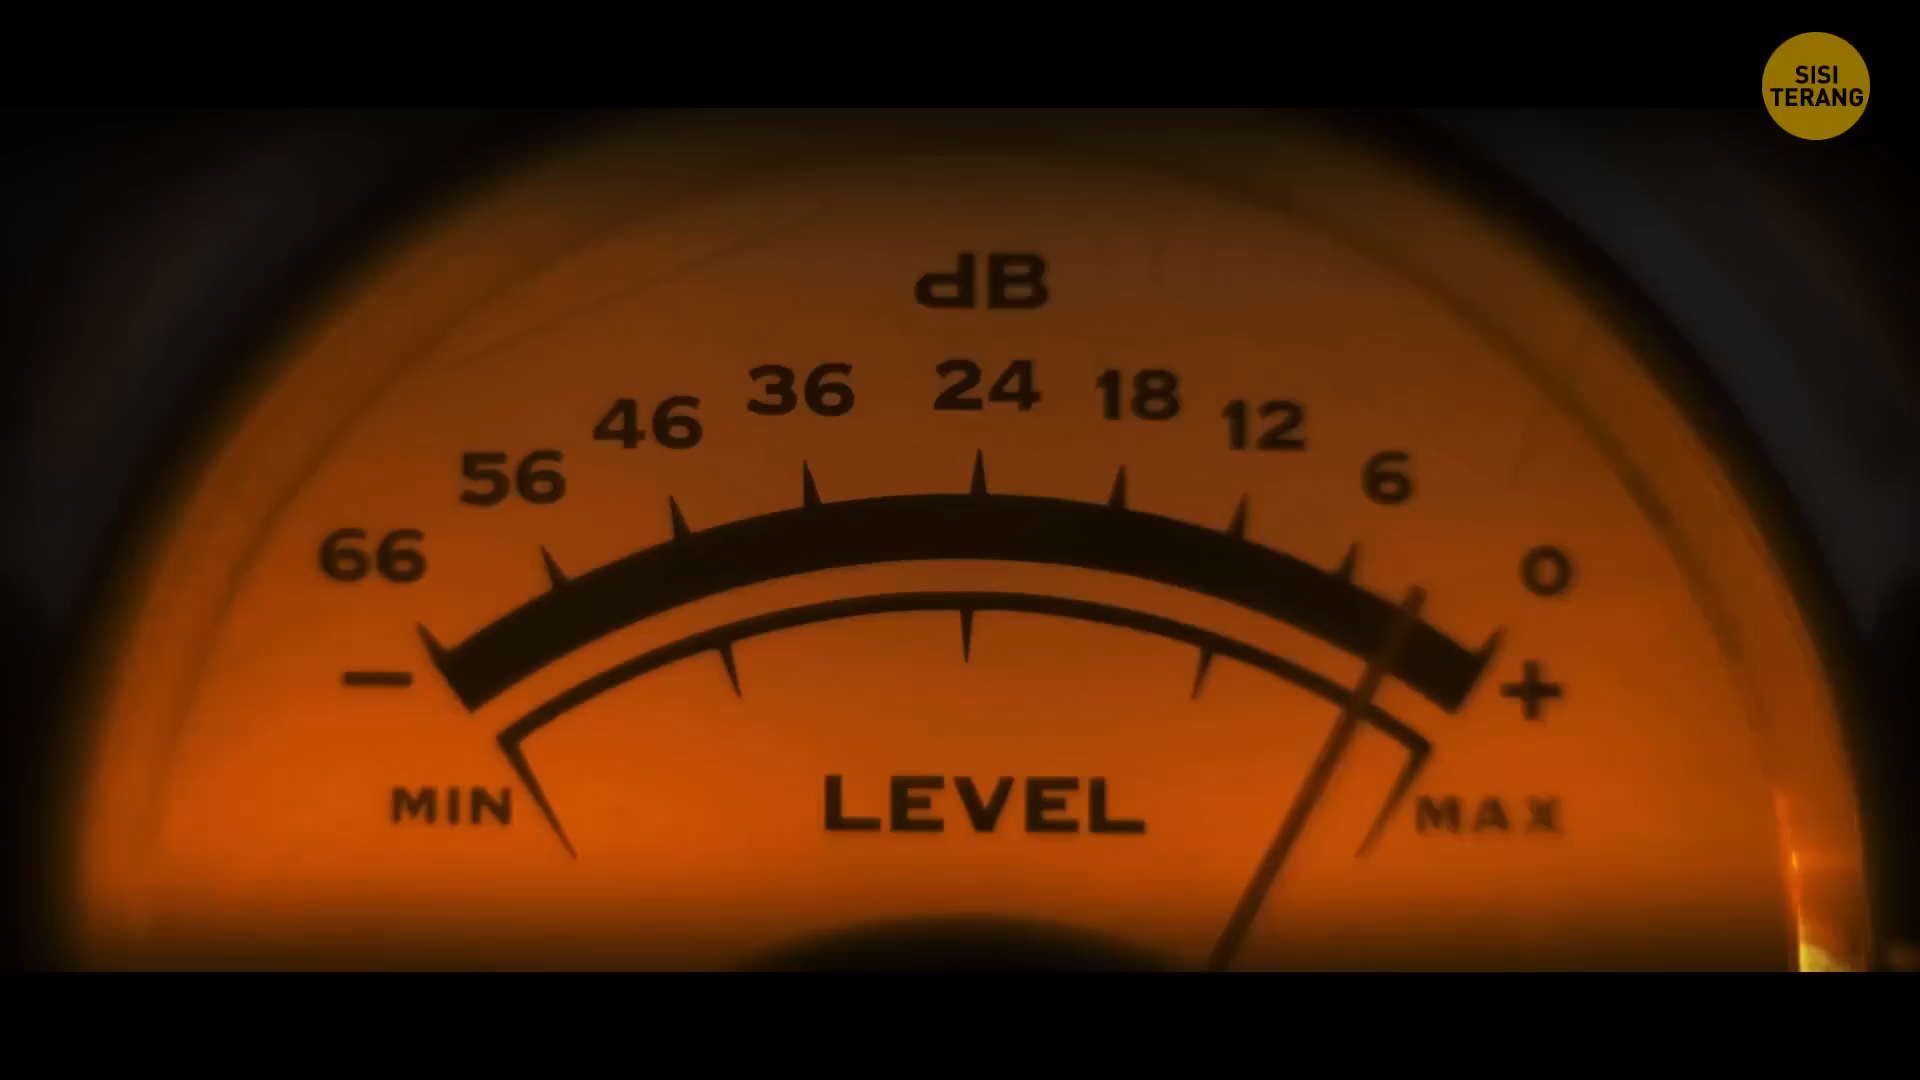 SISI
TERANG
dB
66 56 46 36 24 18 12 6 0
− +
MIN LEVEL MAX